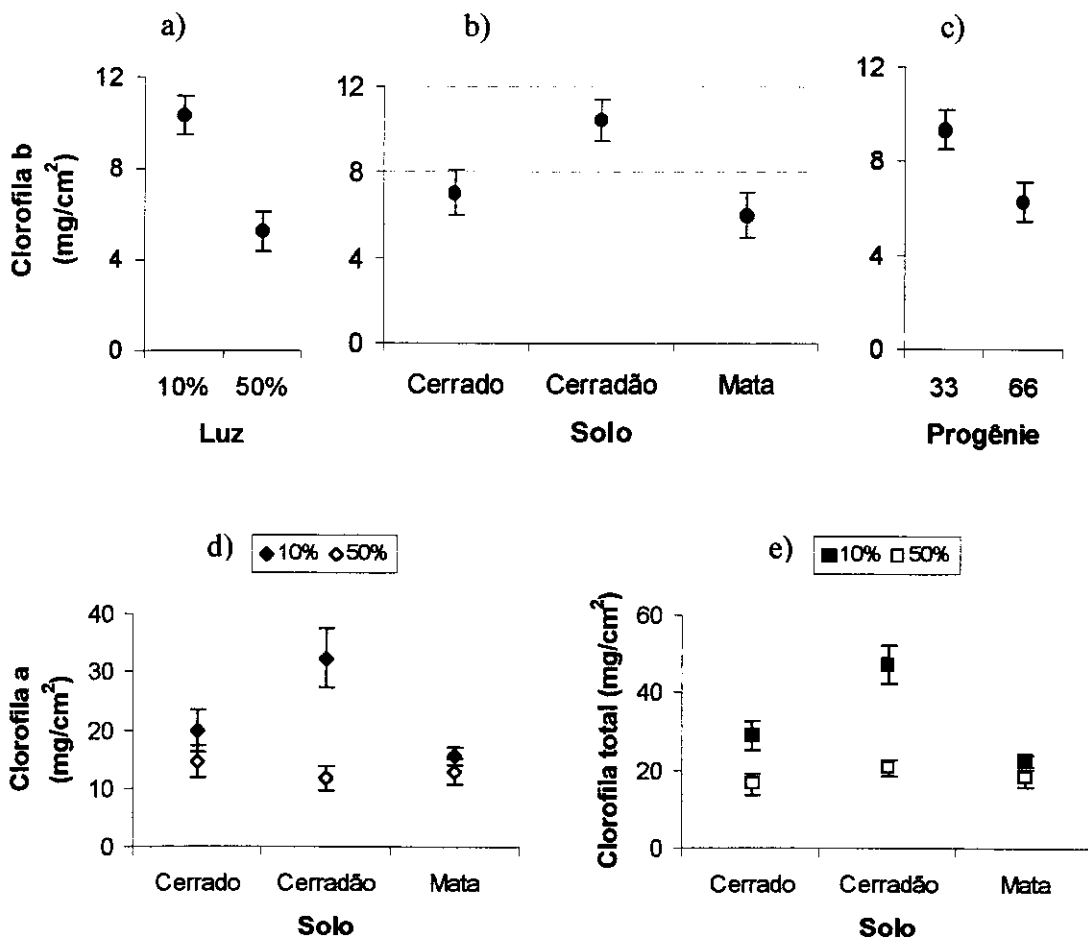 a)
b)
c)
Clorofila b
(mg/cm²)
12
8
4
0
10% 50%
Luz
12
8
4
0
Cerrado Cerradão Mata
Solo
12
8
4
0
33 66
Progênie
d)
10% 50%
Clorofila a
(mg/cm²)
40
30
20
10
0
Cerrado Cerradão Mata
Solo
e)
10% 50%
Clorofila total (mg/cm²)
60
40
20
0
Cerrado Cerradão Mata
Solo